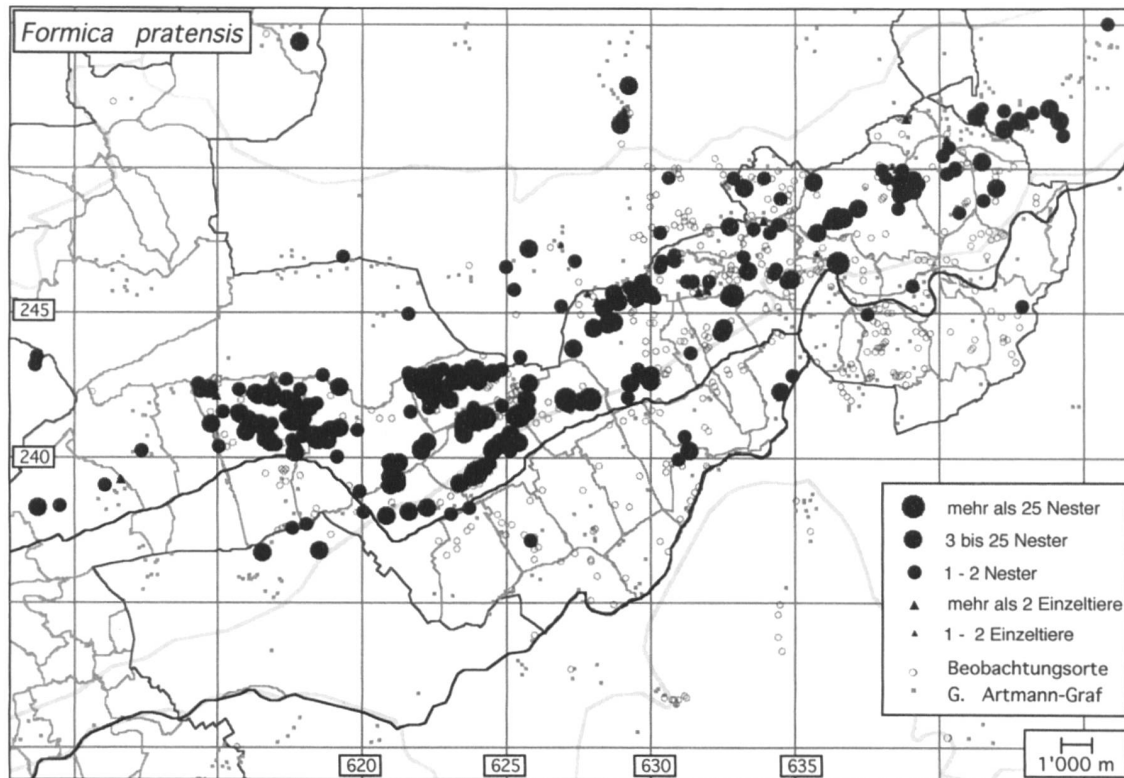 Formica pratensis
245
240
mehr als 25 Nester
3 bis 25 Nester
1 - 2 Nester
mehr als 2 Einzeltiere
1 - 2 Einzeltiere
Beobachtungsorte
G. Artmann-Graf
620
625
630
635
1'000 m